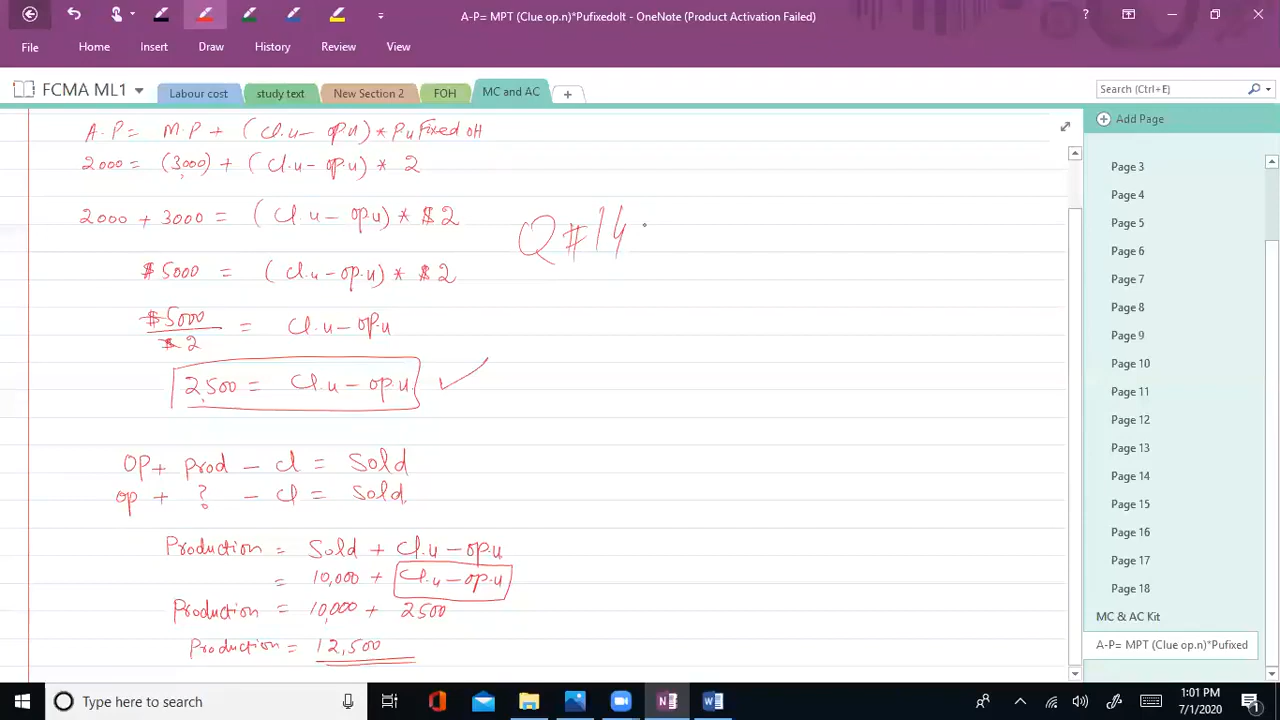 A-P= MPT (Clue op.n)*Pufixedolt - OneNote (Product Activation Failed)
File Home Insert Draw History Review View
FCMA ML1 Labour cost study text New Section 2 FOH MC and AC
Search (Ctrl+E)
A.P = M.P + (Cl.u - op.u) * Pu Fixed OH
2000 = (3000) + (Cl.u - op.u) * 2
2000 + 3000 = (Cl.u - op.u) * $2
$5000 = (Cl.u - op.u) * $2
$5000
$2
= Cl.u - op.u
2,500 = Cl.u - op.u.
OP + prod - cl = Sold
op + ? - cl = Sold.
Production = Sold + Cl.u - op.u
= 10,000 + Cl.u - op.u
Production = 10,000 + 2500
Production = 12,500
Q # 14
Add Page
Page 3
Page 4
Page 5
Page 6
Page 7
Page 8
Page 9
Page 10
Page 11
Page 12
Page 13
Page 14
Page 15
Page 16
Page 17
Page 18
MC & AC Kit
A-P= MPT (Clue op.n)*Pufixed
Type here to search
1:01 PM
7/1/2020